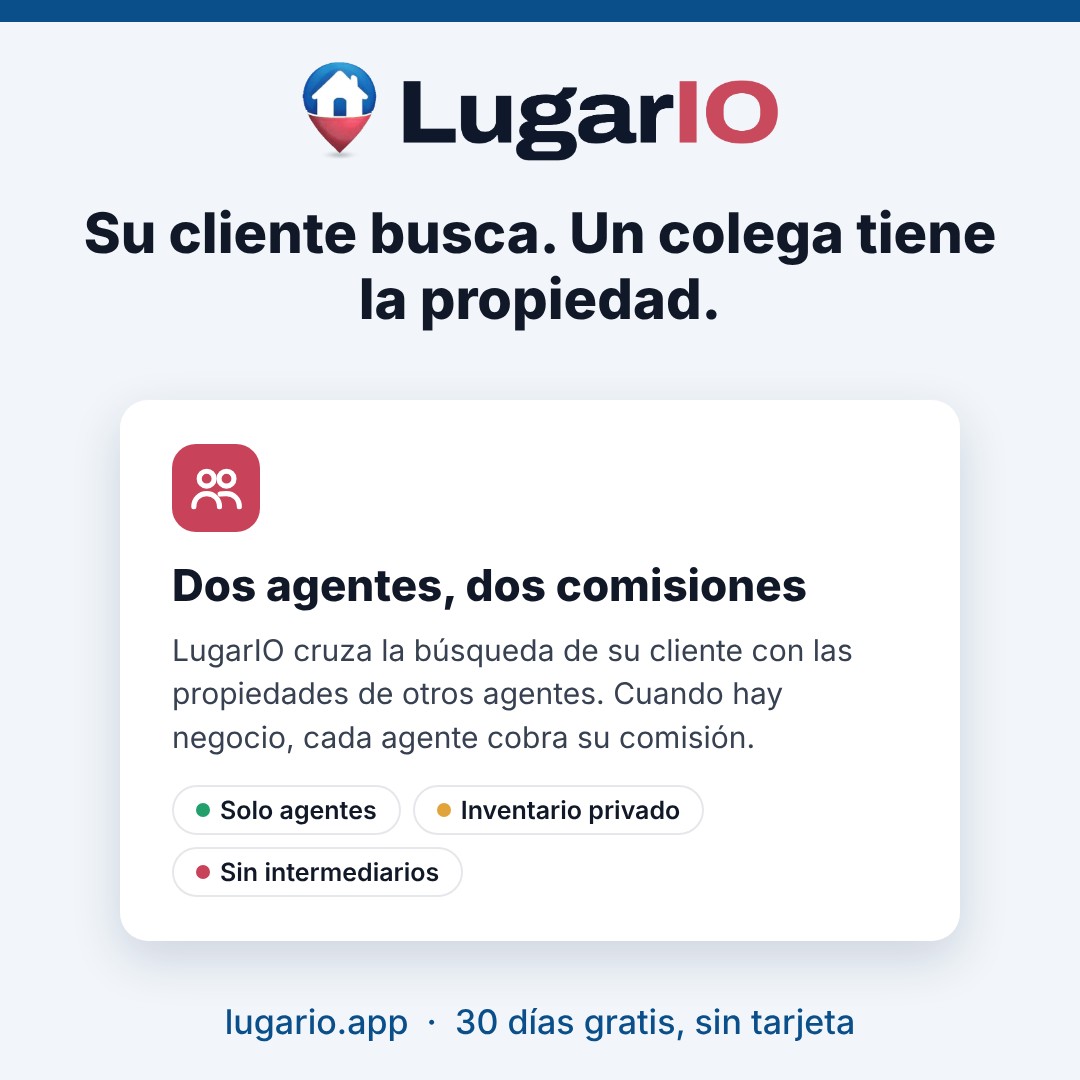 LugarIO
Su cliente busca. Un colega tiene
la propiedad.
Dos agentes, dos comisiones
LugarIO cruza la búsqueda de su cliente con las
propiedades de otros agentes. Cuando hay
negocio, cada agente cobra su comisión.
Solo agentes
Inventario privado
Sin intermediarios
lugario.app · 30 días gratis, sin tarjeta